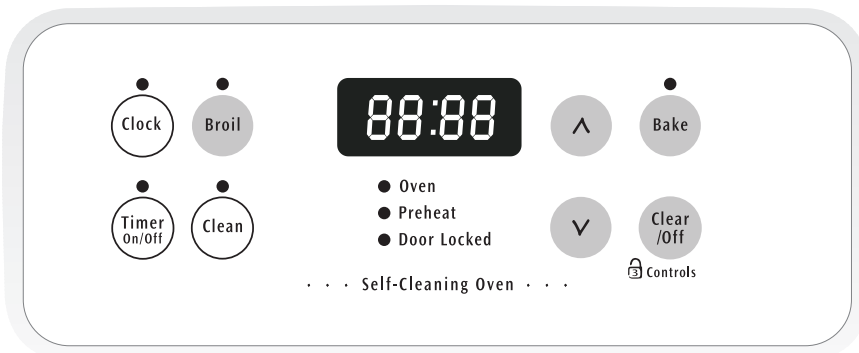 Clock
Broil
88:88
Bake
Oven
Preheat
Door Locked
Timer
On/Off
Clean
Clear
/Off
3 Controls
Self-Cleaning Oven